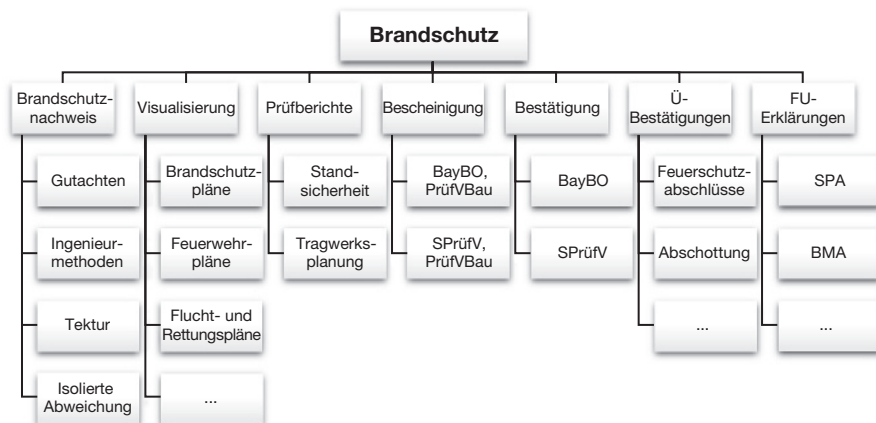 Brandschutz
Brandschutz-
nachweis
Gutachten
Ingenieur-
methoden
Tektur
Isolierte
Abweichung
Visualisierung
Brandschutz-
pläne
Feuerwehr-
pläne
Flucht- und
Rettungspläne
...
Prüfberichte
Stand-
sicherheit
Tragwerks-
planung
Bescheinigung
BayBO,
PrüfVBau
SPrüfV,
PrüfVBau
Bestätigung
BayBO
SPrüfV
Ü-
Bestätigungen
Feuerschutz-
abschlüsse
Abschottung
...
FU-
Erklärungen
SPA
BMA
...